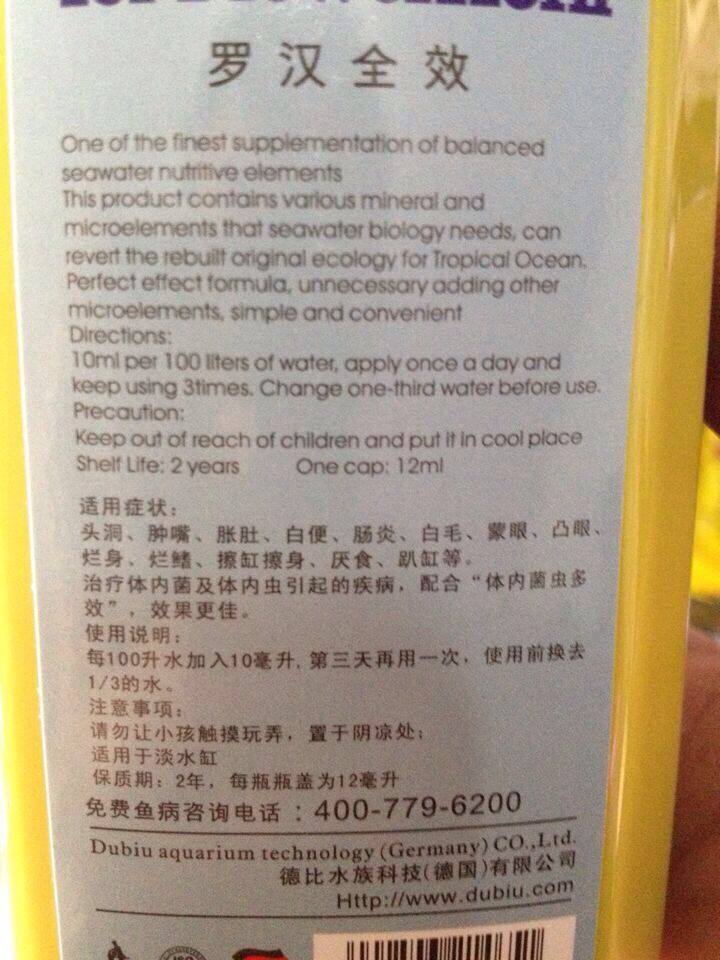 罗汉全效
One of the finest supplementation of balanced
seawater nutritive elements
This product contains various mineral and
microelements that seawater biology needs, can
revert the rebuilt original ecology for Tropical Ocean.
Perfect effect formula, unnecessary adding other
microelements, simple and convenient
Directions:
10ml per 100 liters of water, apply once a day and
keep using 3times. Change one-third water before use.
Precaution:
Keep out of reach of children and put it in cool place
Shelf Life: 2 years One cap: 12ml
适用症状：
头洞、肿嘴、胀肚、白便、肠炎、白毛、蒙眼、凸眼、
烂身、烂鳍、擦缸擦身、厌食、趴缸等。
治疗体内菌及体内虫引起的疾病，配合“体内菌虫多
效”，效果更佳。
使用说明：
每100升水加入10毫升,第三天再用一次，使用前换去
1/3的水。
注意事项：
请勿让小孩触摸玩弄，置于阴凉处；
适用于淡水缸
保质期：2年，每瓶瓶盖为12毫升
免费鱼病咨询电话：400-779-6200
Dubiu aquarium technology (Germany) CO.,Ltd.
德比水族科技(德国)有限公司
Http://www.dubiu.com